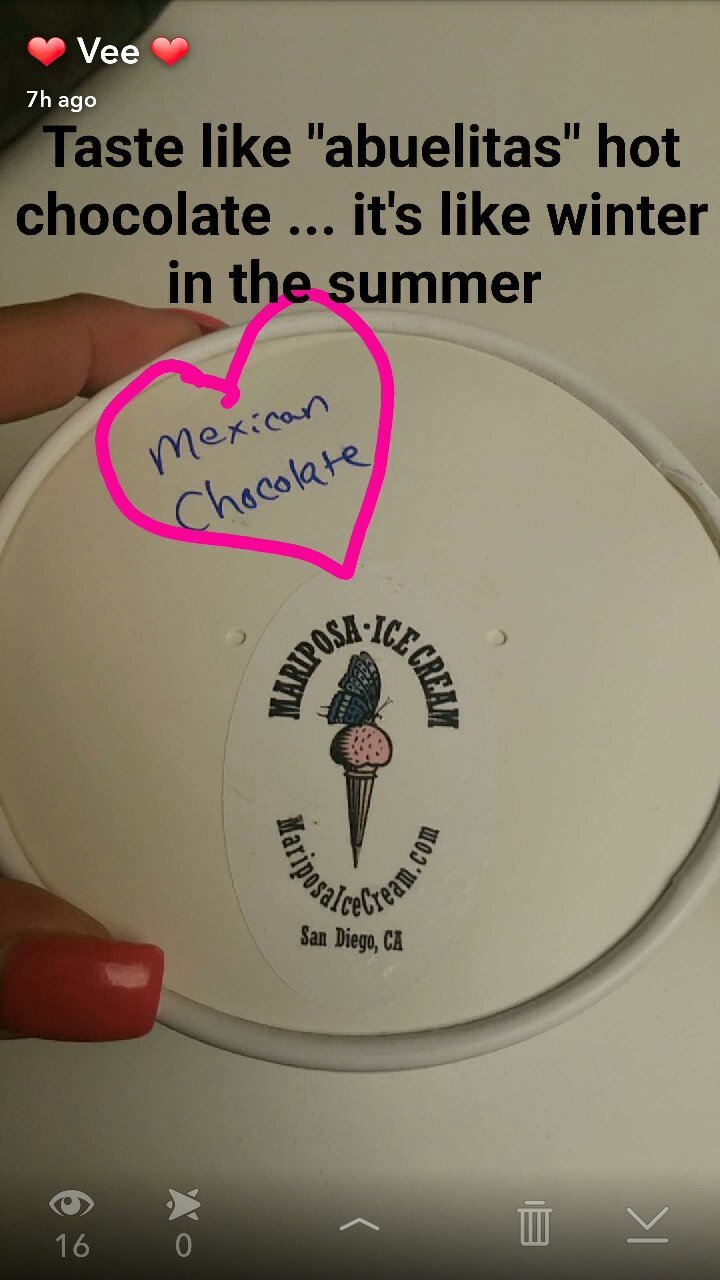 ❤ Vee ❤
7h ago
Taste like "abuelitas" hot
chocolate ... it's like winter
in the summer
Mexican
Chocolate
MARIPOSA · ICE CREAM
MariposaIceCream.com
San Diego, CA
16
0